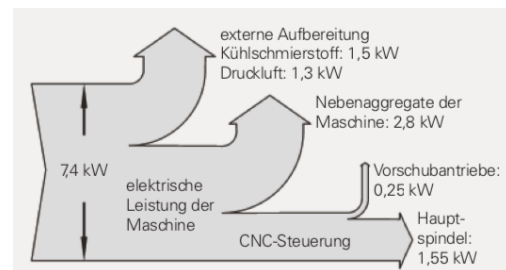 externe Aufbereitung
Kühlschmierstoff: 1,5 kW
Druckluft: 1,3 kW
Nebenaggregate der
Maschine: 2,8 kW
7,4 kW
elektrische
Leistung der
Maschine
Vorschubantriebe:
0,25 kW
CNC-Steuerung
Haupt-
spindel:
1,55 kW